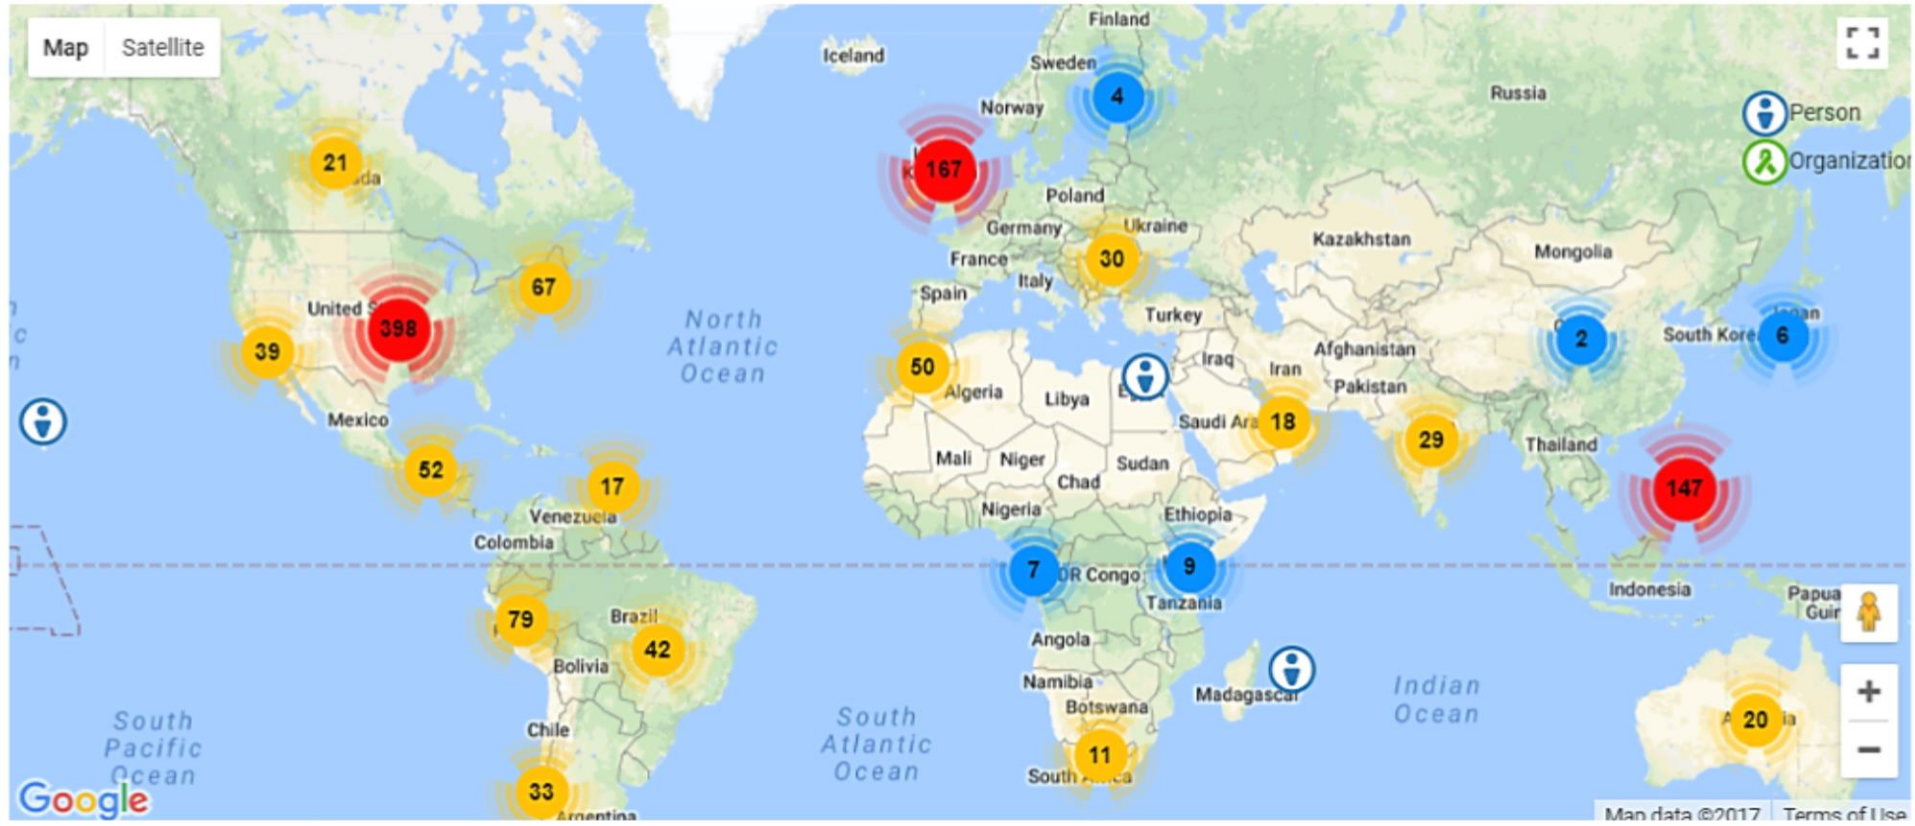 Map Satellite
Finland
Iceland
Sweden
4
Norway
Russia
Person
21
167
Poland
Germany
Ukraine
Kazakhstan
Mongolia
France
30
67
Italy
Spain
United S
398
North
Atlantic
Ocean
Turkey
2
South Kore
6
39
50
Algeria
Libya
Iraq
Iran
Afghanistan
Pakistan
Mexico
Saudi Ara
18
29
Thailand
52
17
Mali
Niger
Chad
Sudan
147
Venezuela
Nigeria
Ethiopia
Colombia
7
DR Congo
9
Tanzania
Indonesia
Papua
79
Brazil
42
Bolivia
Angola
Namibia
Botswana
Madagascar
Indian
Ocean
South
Pacific
Ocean
Chile
South
Atlantic
Ocean
11
20
33
Argentina
Google
Map data ©2017 Terms of Use